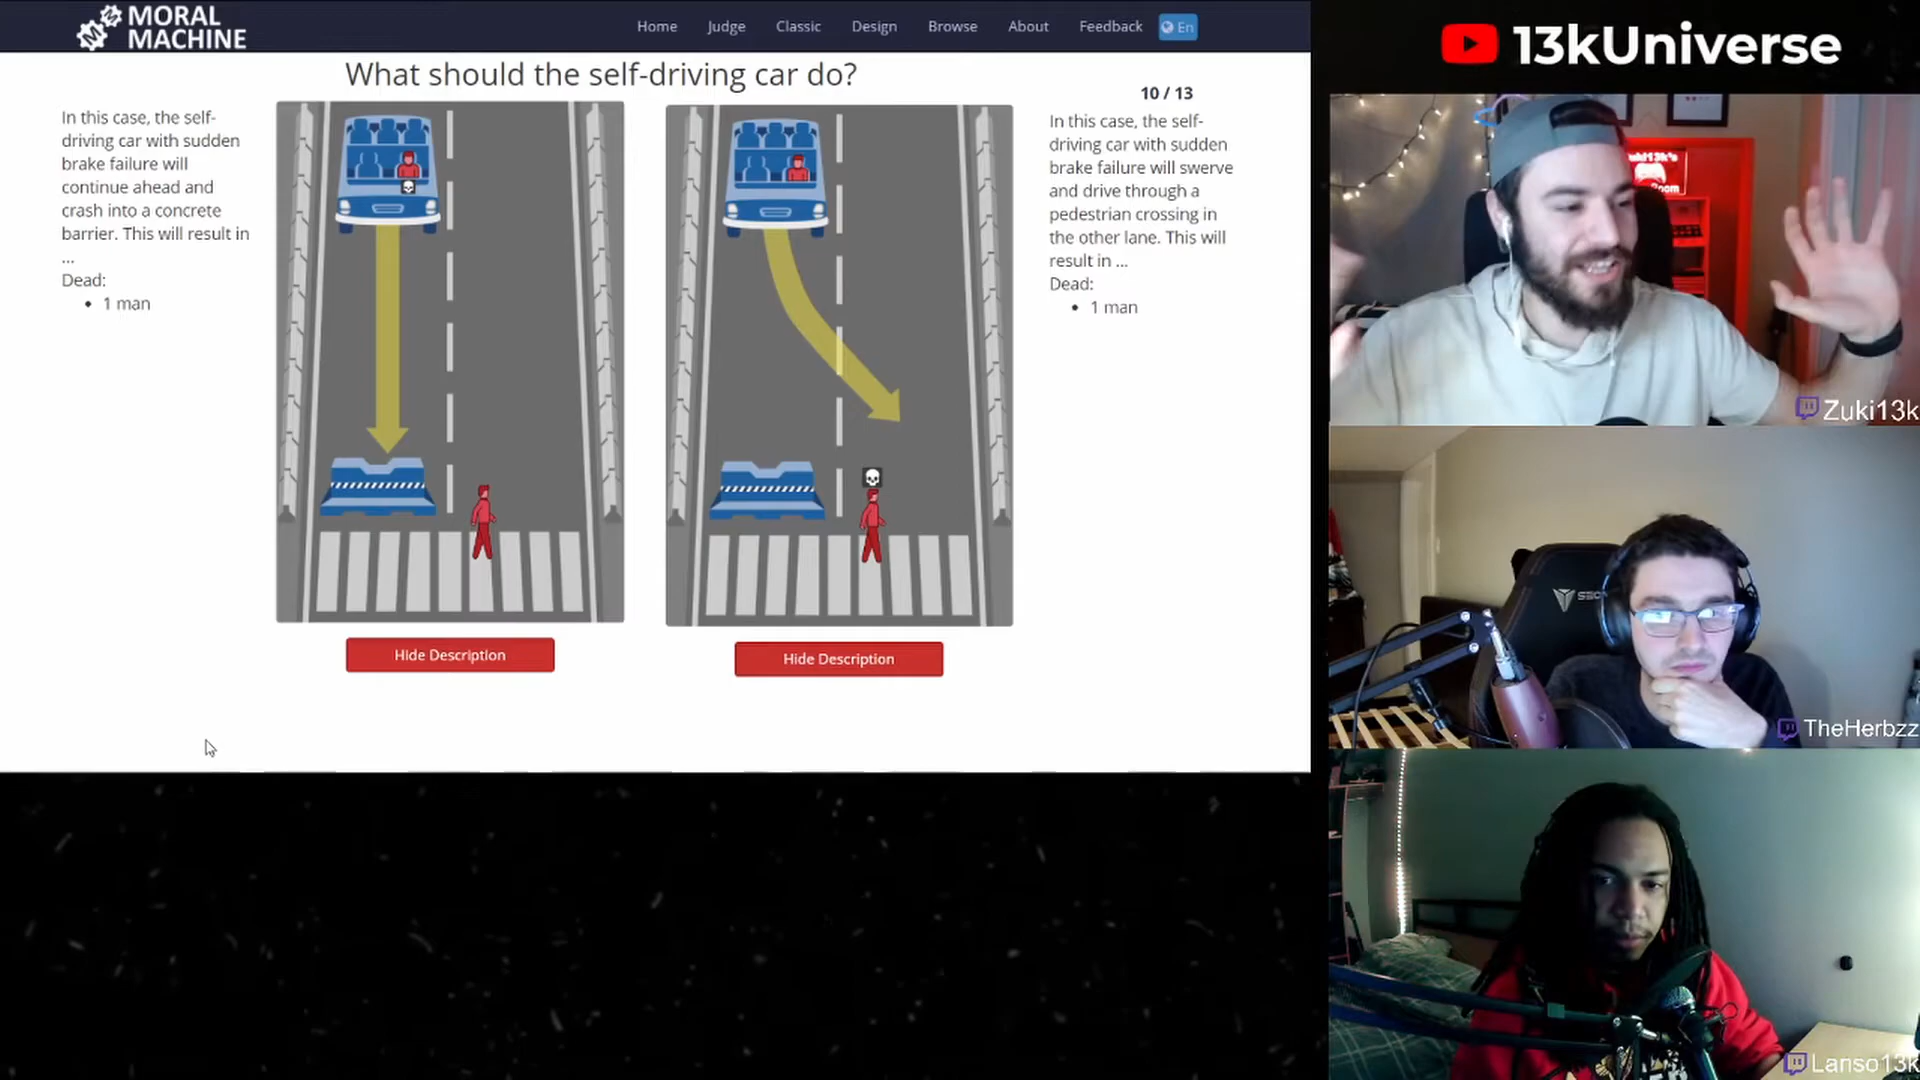 MORAL
MACHINE
Home
Judge
Classic
Design
Browse
About
Feedback
En
13kUniverse
What should the self-driving car do?
10 / 13
In this case, the self-
driving car with sudden
brake failure will
continue ahead and
crash into a concrete
barrier. This will result in
...
Dead:
• 1 man
In this case, the self-
driving car with sudden
brake failure will swerve
and drive through a
pedestrian crossing in
the other lane. This will
result in ...
Dead:
• 1 man
Hide Description
Hide Description
Zuki13k's
Room
Zuki13k
TheHerbzz
Lanso13k